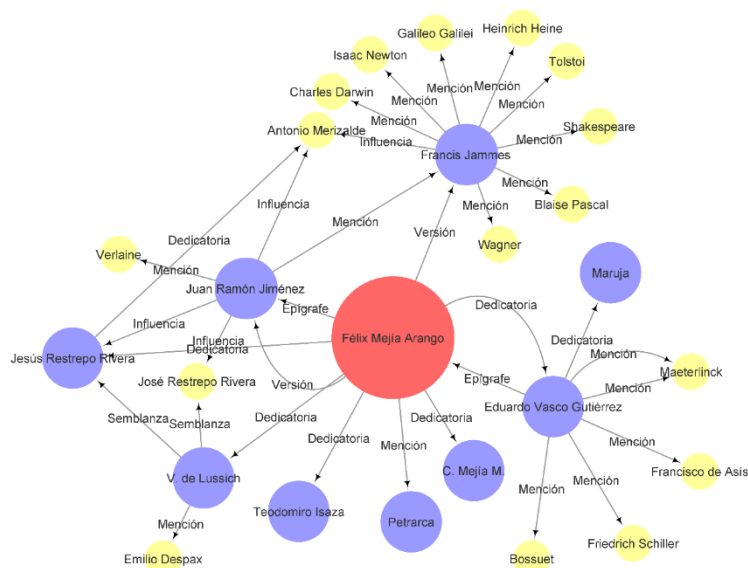 Heinrich Heine
Galileo Galilei
Isaac Newton
Mención
Tolstoi
Mención
Mención
Charles Darwin
Mención
Mención
Shakespeare
Antonio Merizalde
Mención
Mención
Influencia
Francis Jammes
Mención
Influencia
Mención
Blaise Pascal
Mención
Mención
Versión
Wagner
Dedicatoria
Verlaine
Mención
Maruja
Juan Ramón Jiménez
Epígrafe
Dedicatoria
Influencia
Félix Mejía Arango
Dedicatoria
Influencia
Dedicatoria
Mención
Jesús Restrepo Rivera
Maeterlinck
José Restrepo Rivera
Versión
Epígrafe
Mención
Eduardo Vasco Gutiérrez
Semblanza
Semblanza
Dedicatoria
Dedicatoria
Mención
Dedicatoria
Mención
C. Mejía M.
Francisco de Asis
V. de Lussich
Mención
Mención
Teodomiro Isaza
Petrarca
Mención
Emilio Despax
Bossuet
Friedrich Schiller